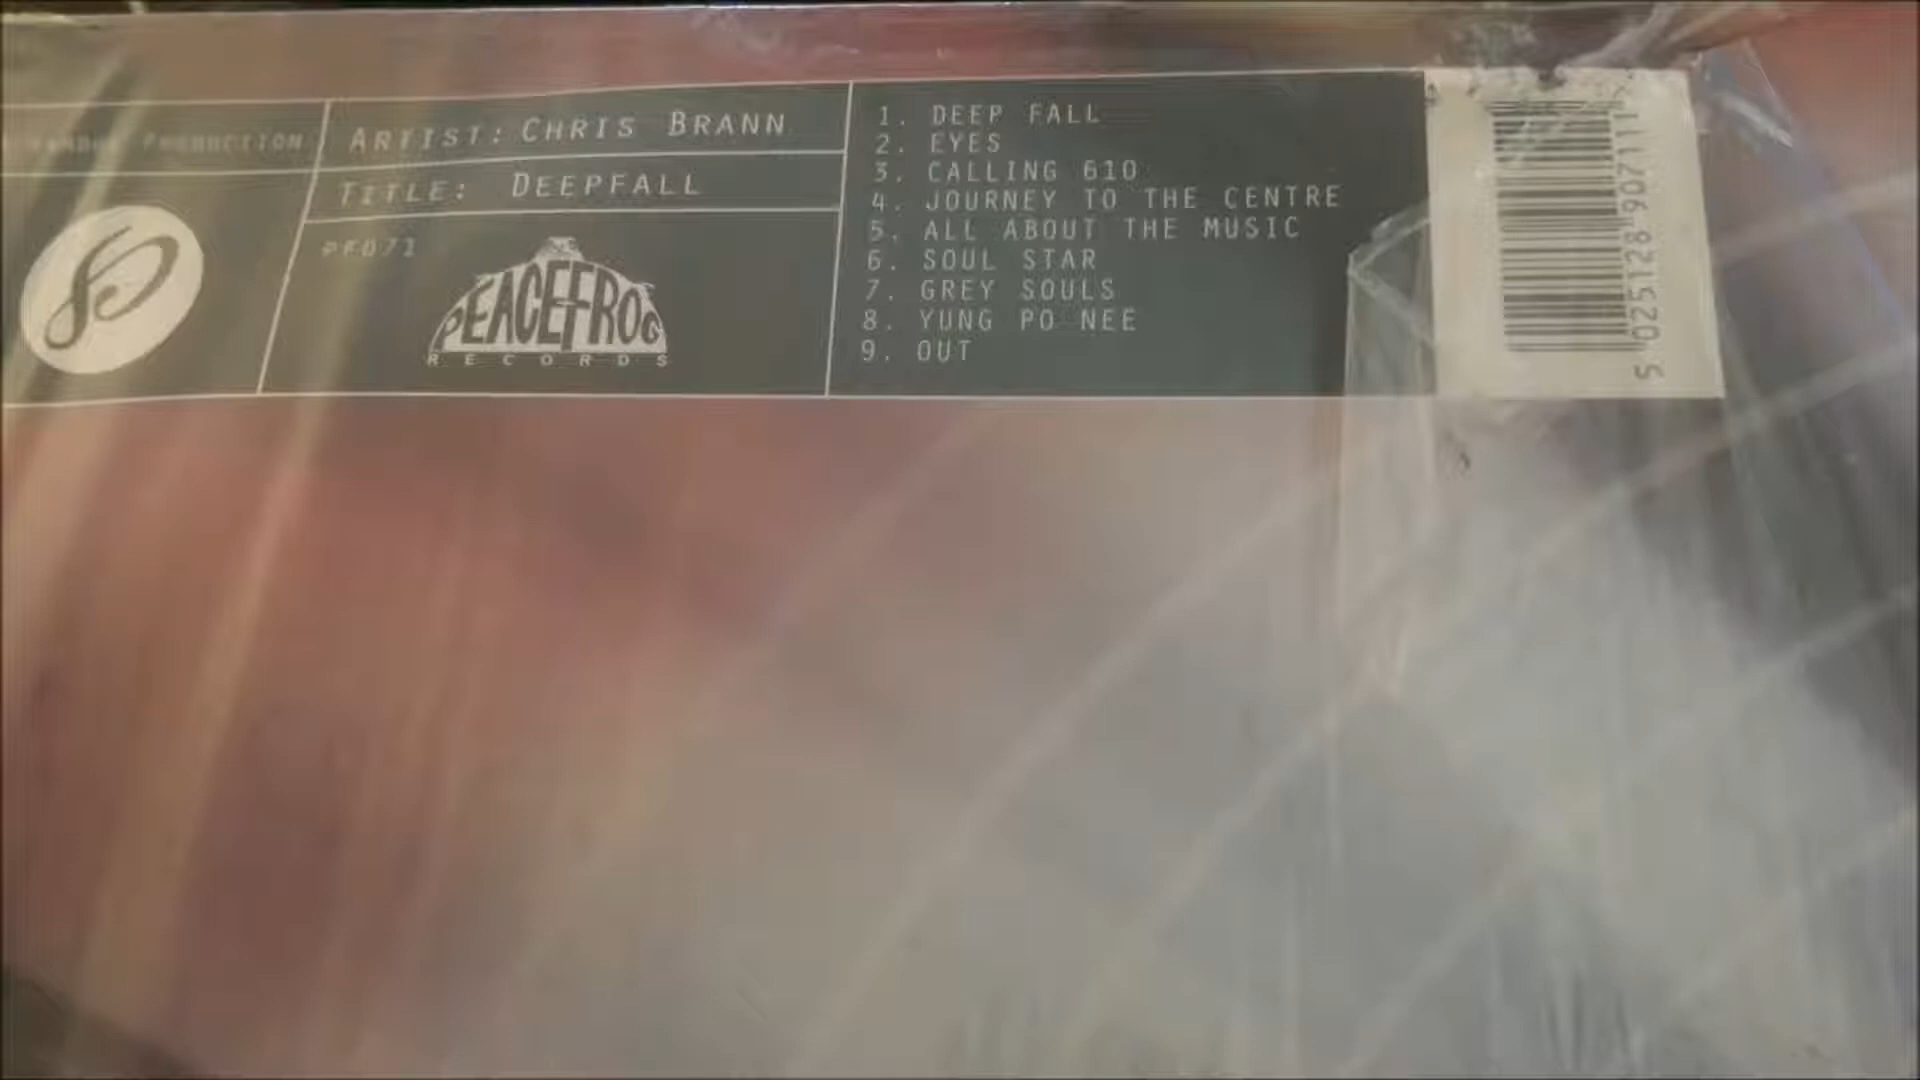 PRODUCTION
ARTIST: CHRIS BRANN
TITLE: DEEPFALL
PF071
PEACEFROG
RECORDS
1. DEEP FALL
2. EYES
3. CALLING 610
4. JOURNEY TO THE CENTRE
5. ALL ABOUT THE MUSIC
6. SOUL STAR
7. GREY SOULS
8. YUNG PO NEE
9. OUT
5 025128 907111